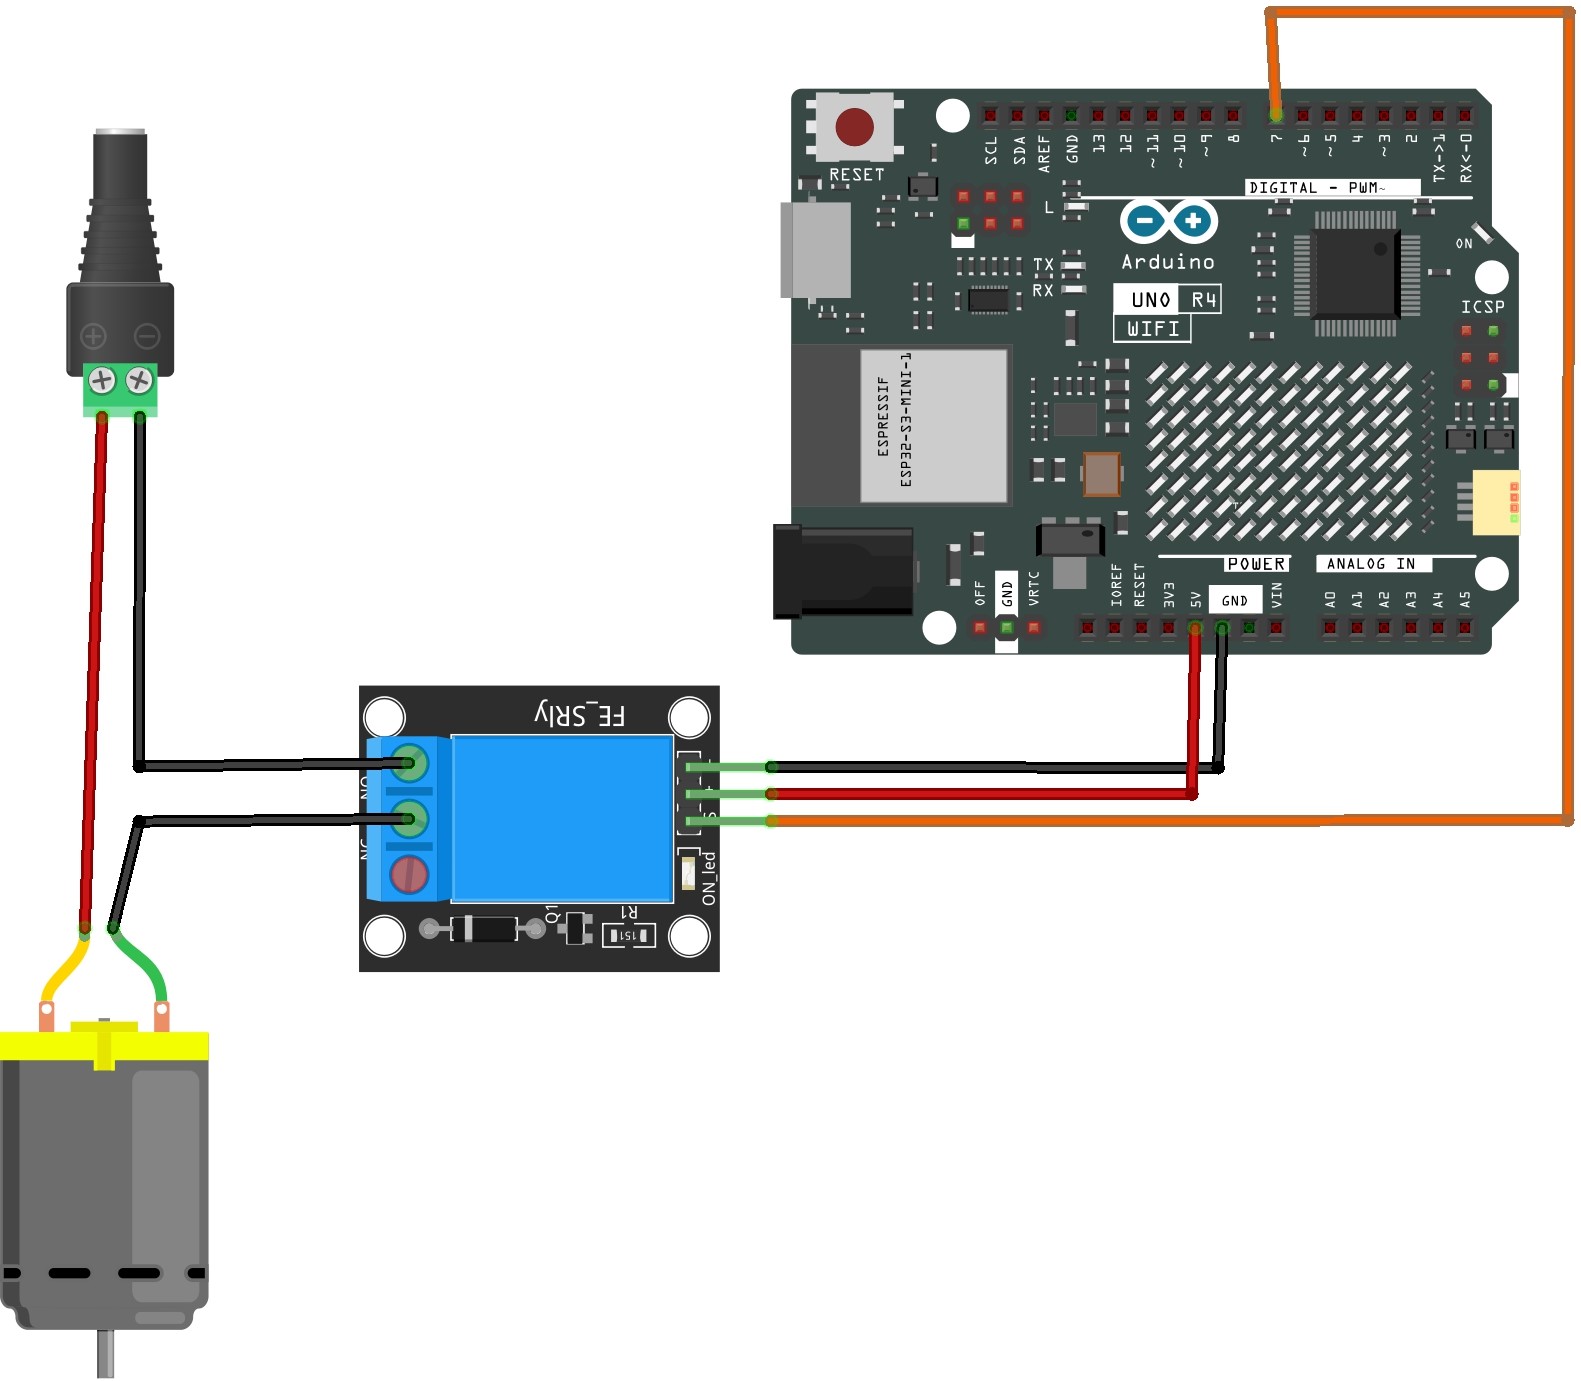 RESET
SCL
SDA
AREF
GND
13
12
~11
~10
~9
8
7
~6
~5
4
~3
2
TX->1
RX<-0
DIGITAL - PWM~
L
TX
RX
Arduino
ON
UNO R4
WIFI
ICSP
ESPRESSIF
ESP32-S3-MINI-1
POWER
ANALOG IN
OFF
GND
VRTC
IOREF
RESET
3V3
5V
GND
VIN
A0
A1
A2
A3
A4
A5
FE_SRly
NO
NC
-
+
S
ON_led
Q1
R1
151